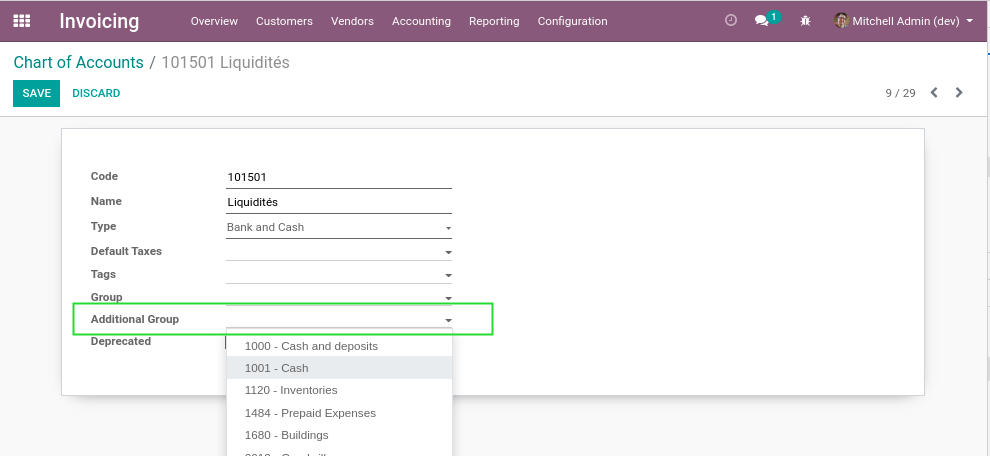 Invoicing Overview Customers Vendors Accounting Reporting Configuration 1 Mitchell Admin (dev)
Chart of Accounts / 101501 Liquidités
SAVE DISCARD 9 / 29
Code 101501
Name Liquidités
Type Bank and Cash
Default Taxes
Tags
Group
Additional Group
Deprecated
1000 - Cash and deposits
1001 - Cash
1120 - Inventories
1484 - Prepaid Expenses
1680 - Buildings